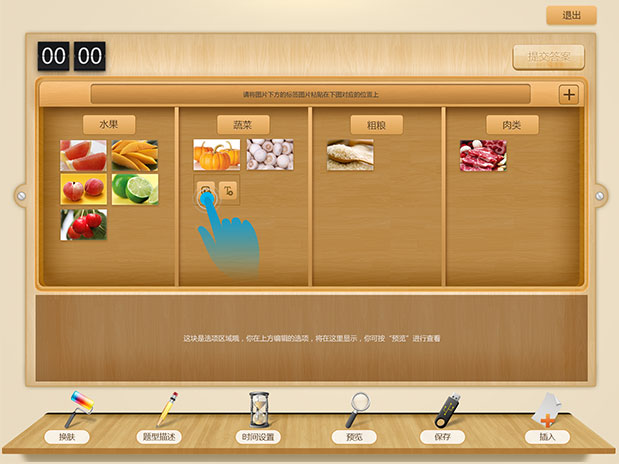 退出
00 00
提交答案
请将图片下方的标签图片粘贴在下图对应的位置上
水果
蔬菜
粗粮
肉类
这块是选项区域哦，你在上方编辑的选项，将在这里显示，你可按“预览”进行查看
换肤
题型描述
时间设置
预览
保存
插入